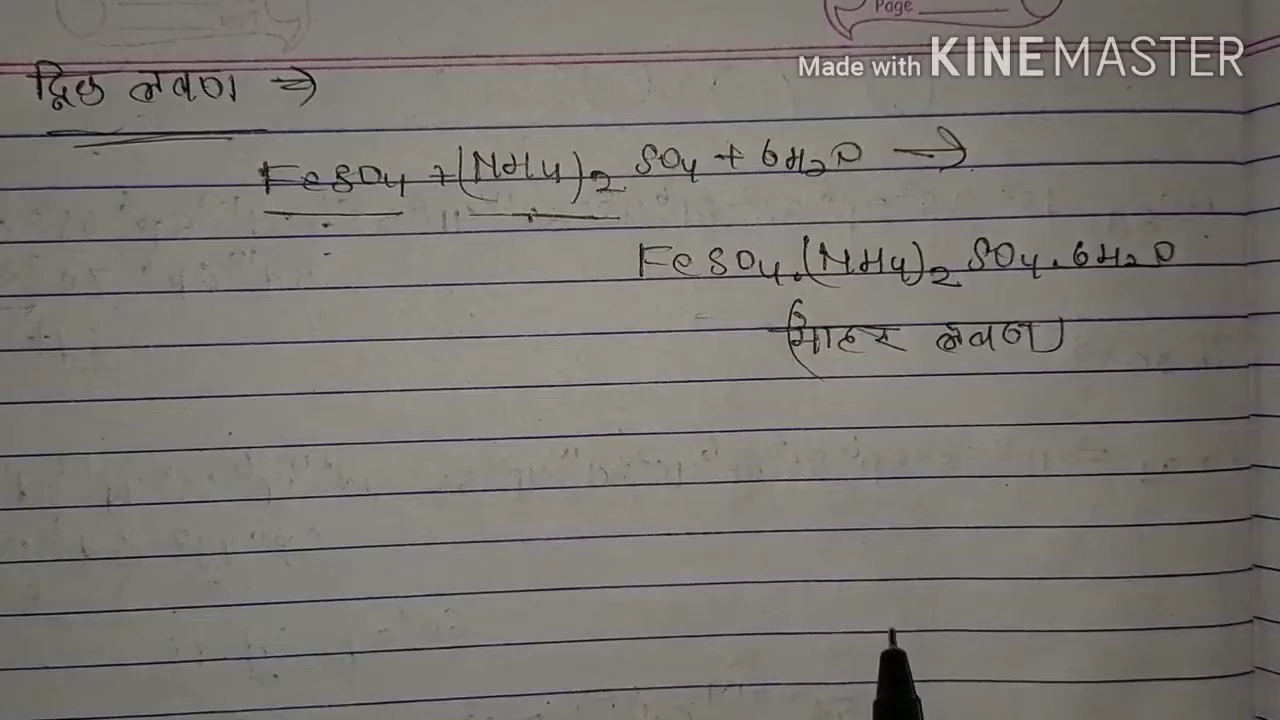 Page
Made with KINEMASTER
द्विक लवण ⇒
FeSO4 + (NH4)2 SO4 + 6H2O →
FeSO4.(NH4)2 SO4.6H2O
मोहर लवण